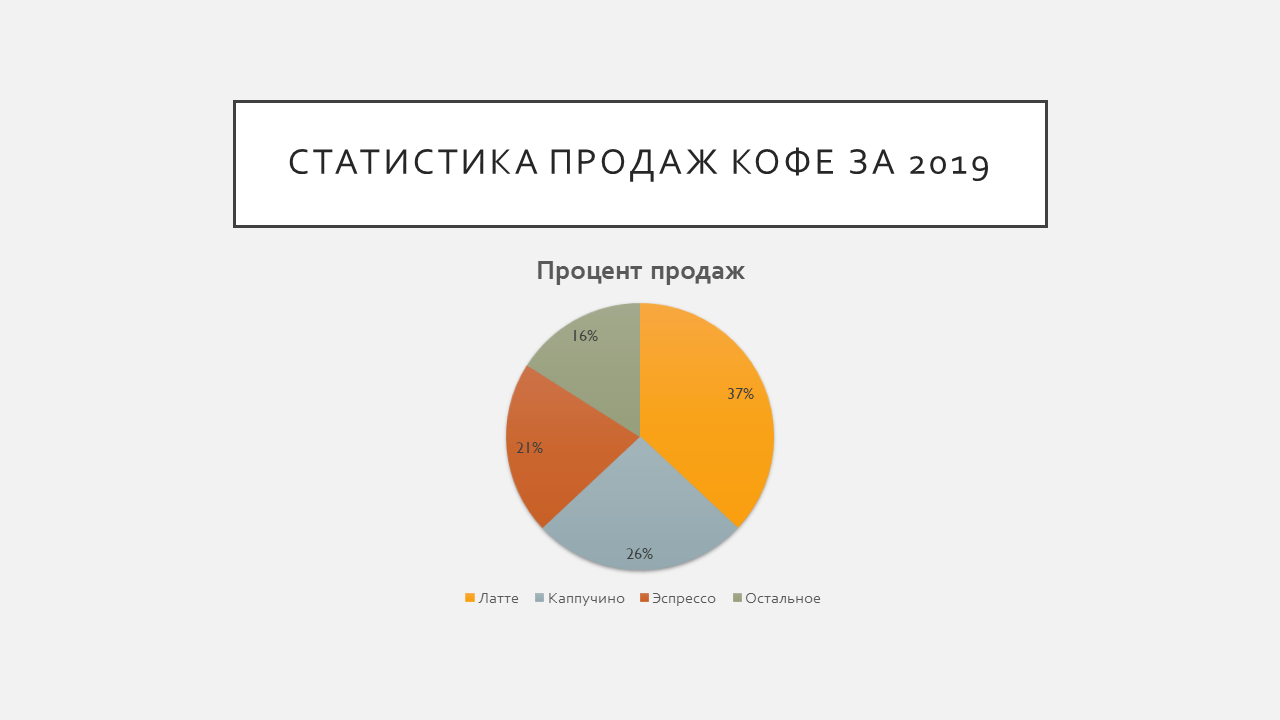 СТАТИСТИКА ПРОДАЖ КОФЕ ЗА 2019
Процент продаж
16%
37%
21%
26%
Латте Каппучино Эспрессо Остальное